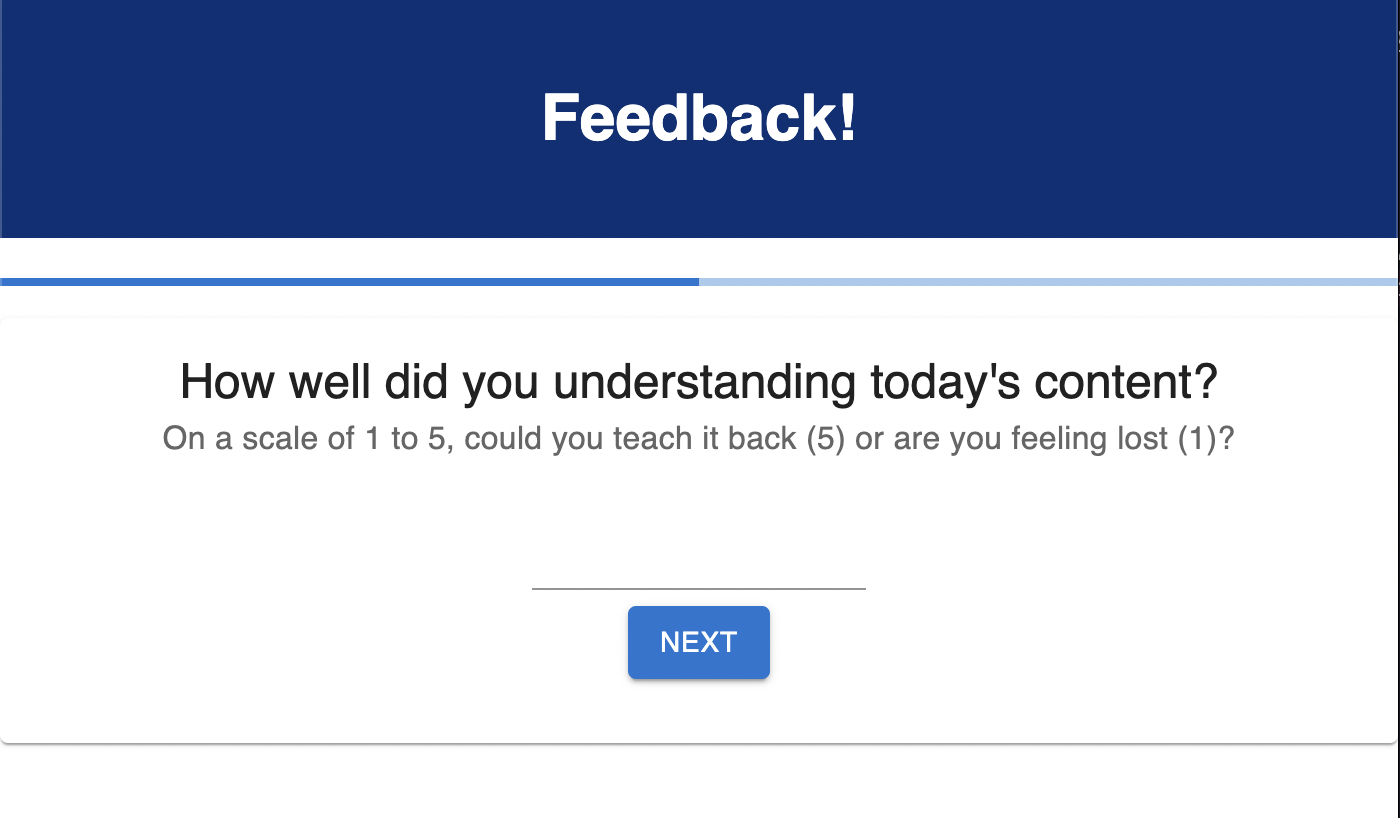 Feedback!
How well did you understanding today's content?
On a scale of 1 to 5, could you teach it back (5) or are you feeling lost (1)?
NEXT